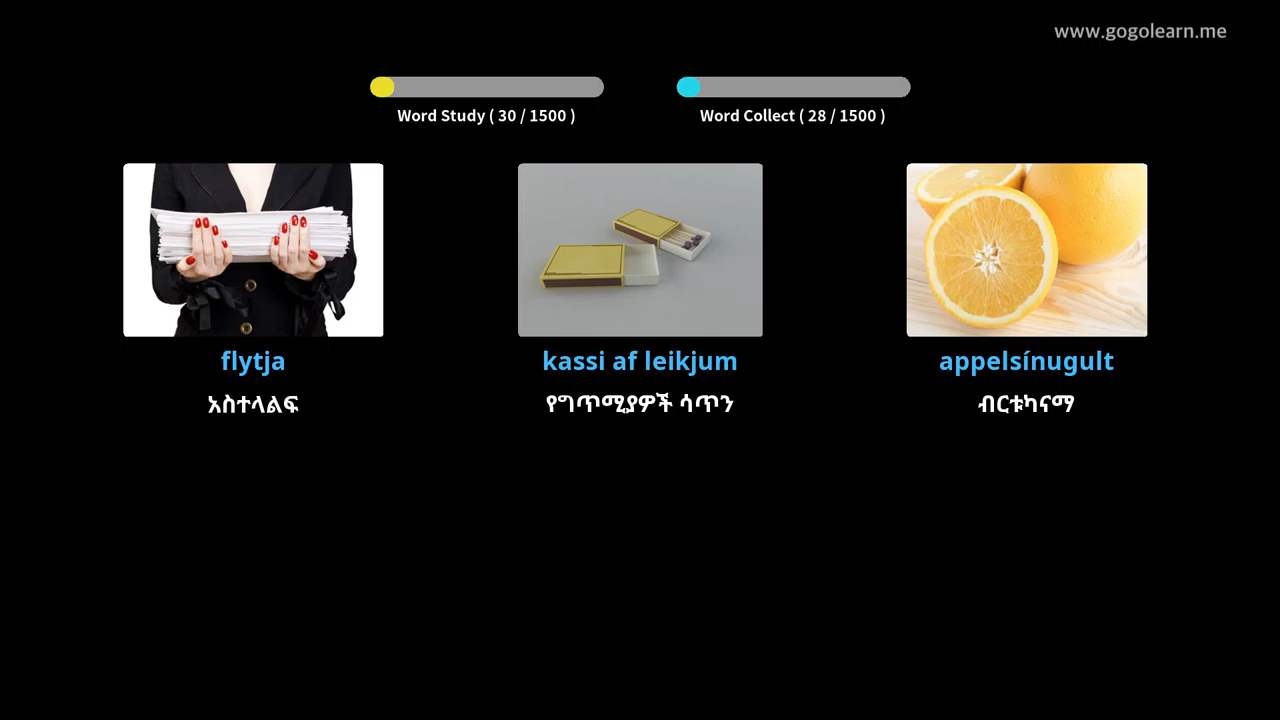 www.gogolearn.me
Word Study ( 30 / 1500 )
Word Collect ( 28 / 1500 )
flytja
kassi af leikjum
appelsínugult
አስተላልፍ
የግጥሚያዎች ሳጥን
ብርቱካናማ